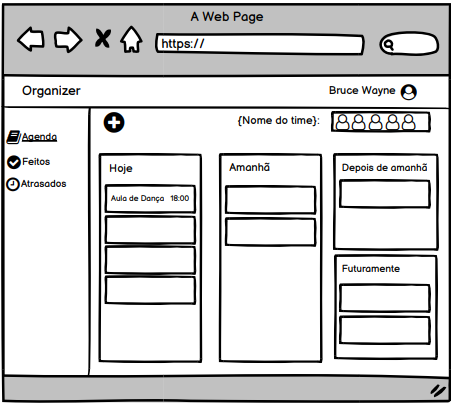 A Web Page
https://
Organizer
Bruce Wayne
{Nome do time}:
Agenda
Feitos
Atrasados
Hoje
Aula de Dança 18:00
Amanhã
Depois de amanhã
Futuramente